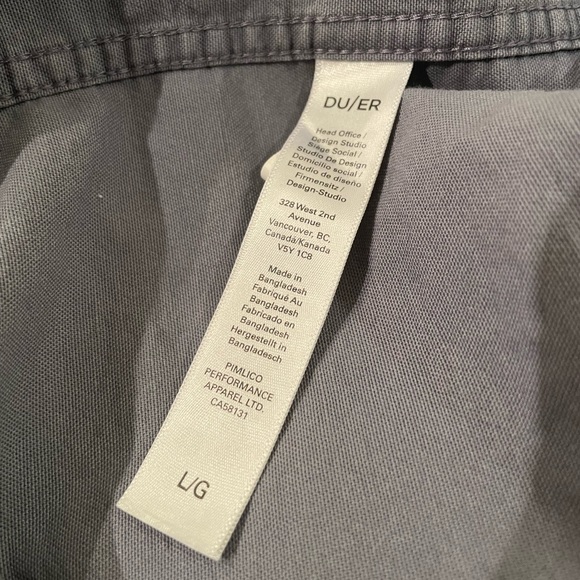 DU/ER
Head Office /
Design Studio
Siège Social /
Studio De Design
Domicilio social /
Estudio de diseño
Firmensitz /
Design-Studio
328 West 2nd
Avenue
Vancouver, BC,
Canadá/Kanada
V5Y 1C8
Made in
Bangladesh
Fabriqué Au
Bangladesh
Fabricado en
Bangladesh
Hergestellt in
Bangladesch
PIMLICO
PERFORMANCE
APPAREL LTD.
CA58131
L/G